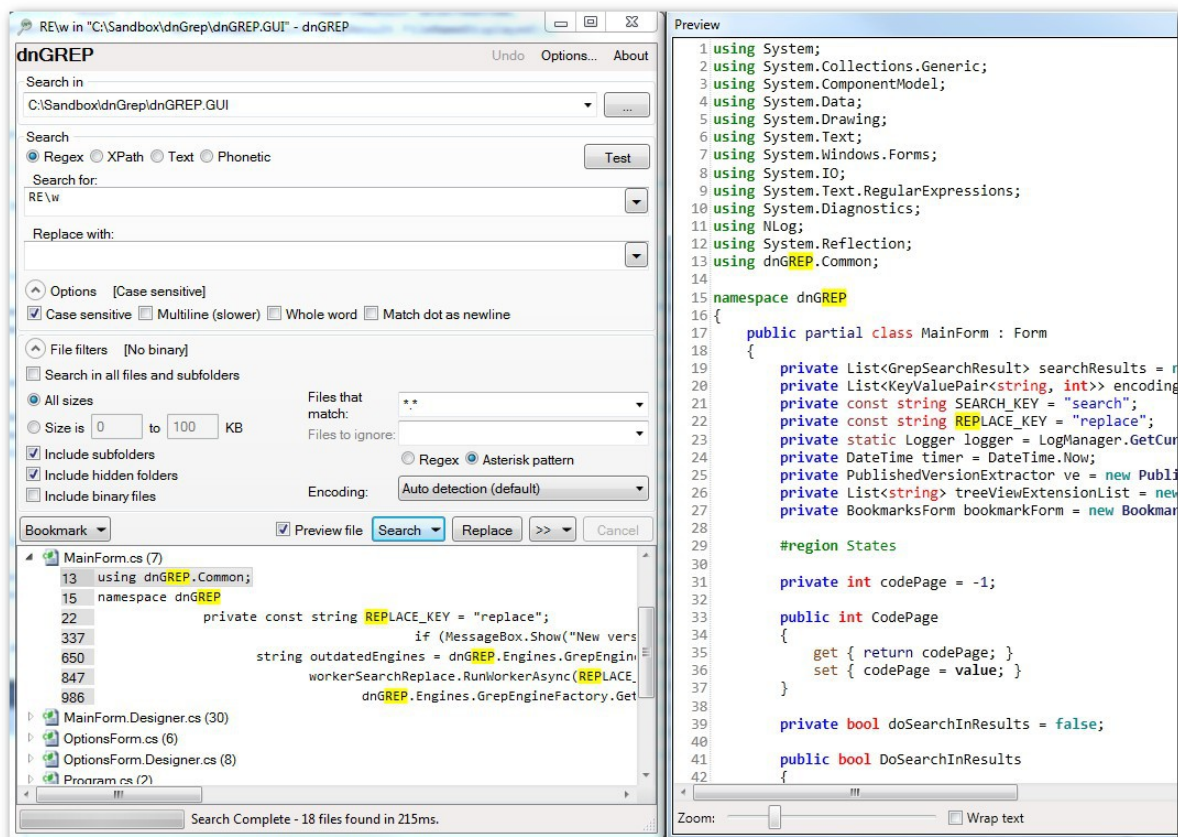 RE\w in "C:\Sandbox\dnGrep\dnGREP.GUI" - dnGREP
dnGREP Undo Options... About
Search in
C:\Sandbox\dnGrep\dnGREP.GUI ...
Search
Regex XPath Text Phonetic Test
Search for:
RE\w
Replace with:
Options [Case sensitive]
Case sensitive Multiline (slower) Whole word Match dot as newline
File filters [No binary]
Search in all files and subfolders
All sizes Files that match: *.*
Size is 0 to 100 KB Files to ignore:
Include subfolders Regex Asterisk pattern
Include hidden folders
Include binary files Encoding: Auto detection (default)
Bookmark Preview file Search Replace >> Cancel
MainForm.cs (7)
13 using dnGREP.Common;
15 namespace dnGREP
22 private const string REPLACE_KEY = "replace";
337 if (MessageBox.Show("New vers
650 string outdatedEngines = dnGREP.Engines.GrepEngin
847 workerSearchReplace.RunWorkerAsync(REPLACE_
986 dnGREP.Engines.GrepEngineFactory.Get
MainForm.Designer.cs (30)
OptionsForm.cs (6)
OptionsForm.Designer.cs (8)
Program.cs (2)
Search Complete - 18 files found in 215ms.
Preview
1 using System;
2 using System.Collections.Generic;
3 using System.ComponentModel;
4 using System.Data;
5 using System.Drawing;
6 using System.Text;
7 using System.Windows.Forms;
8 using System.IO;
9 using System.Text.RegularExpressions;
10 using System.Diagnostics;
11 using NLog;
12 using System.Reflection;
13 using dnGREP.Common;
14
15 namespace dnGREP
16 {
17 public partial class MainForm : Form
18 {
19 private List<GrepSearchResult> searchResults = n
20 private List<KeyValuePair<string, int>> encoding
21 private const string SEARCH_KEY = "search";
22 private const string REPLACE_KEY = "replace";
23 private static Logger logger = LogManager.GetCur
24 private DateTime timer = DateTime.Now;
25 private PublishedVersionExtractor ve = new Publi
26 private List<string> treeViewExtensionList = new
27 private BookmarksForm bookmarkForm = new Bookmar
28
29 #region States
30
31 private int codePage = -1;
32
33 public int CodePage
34 {
35 get { return codePage; }
36 set { codePage = value; }
37 }
38
39 private bool doSearchInResults = false;
40
41 public bool DoSearchInResults
42 {
Zoom: Wrap text